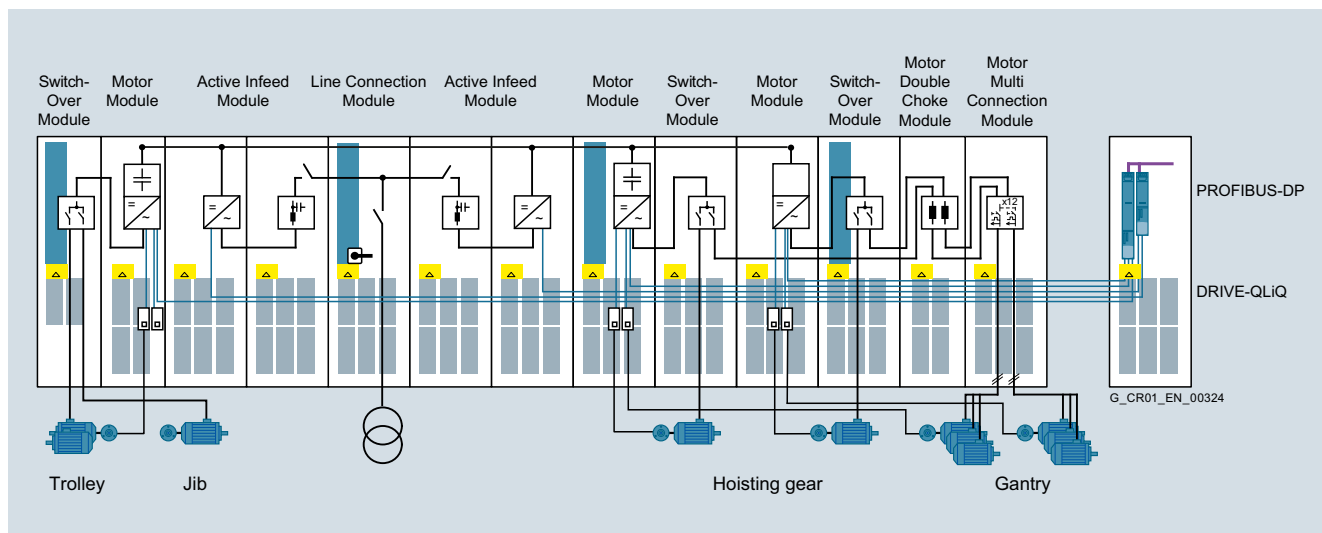 Switch-
Over
Module
Motor
Module
Active Infeed
Module
Line Connection
Module
Active Infeed
Module
Motor
Module
Switch-
Over
Module
Motor
Module
Switch-
Over
Module
Motor
Double
Choke
Module
Motor
Multi
Connection
Module
=
~
=
~
=
~
=
~
=
~
x12
PROFIBUS-DP
DRIVE-QLiQ
G_CR01_EN_00324
Trolley
Jib
Hoisting gear
Gantry